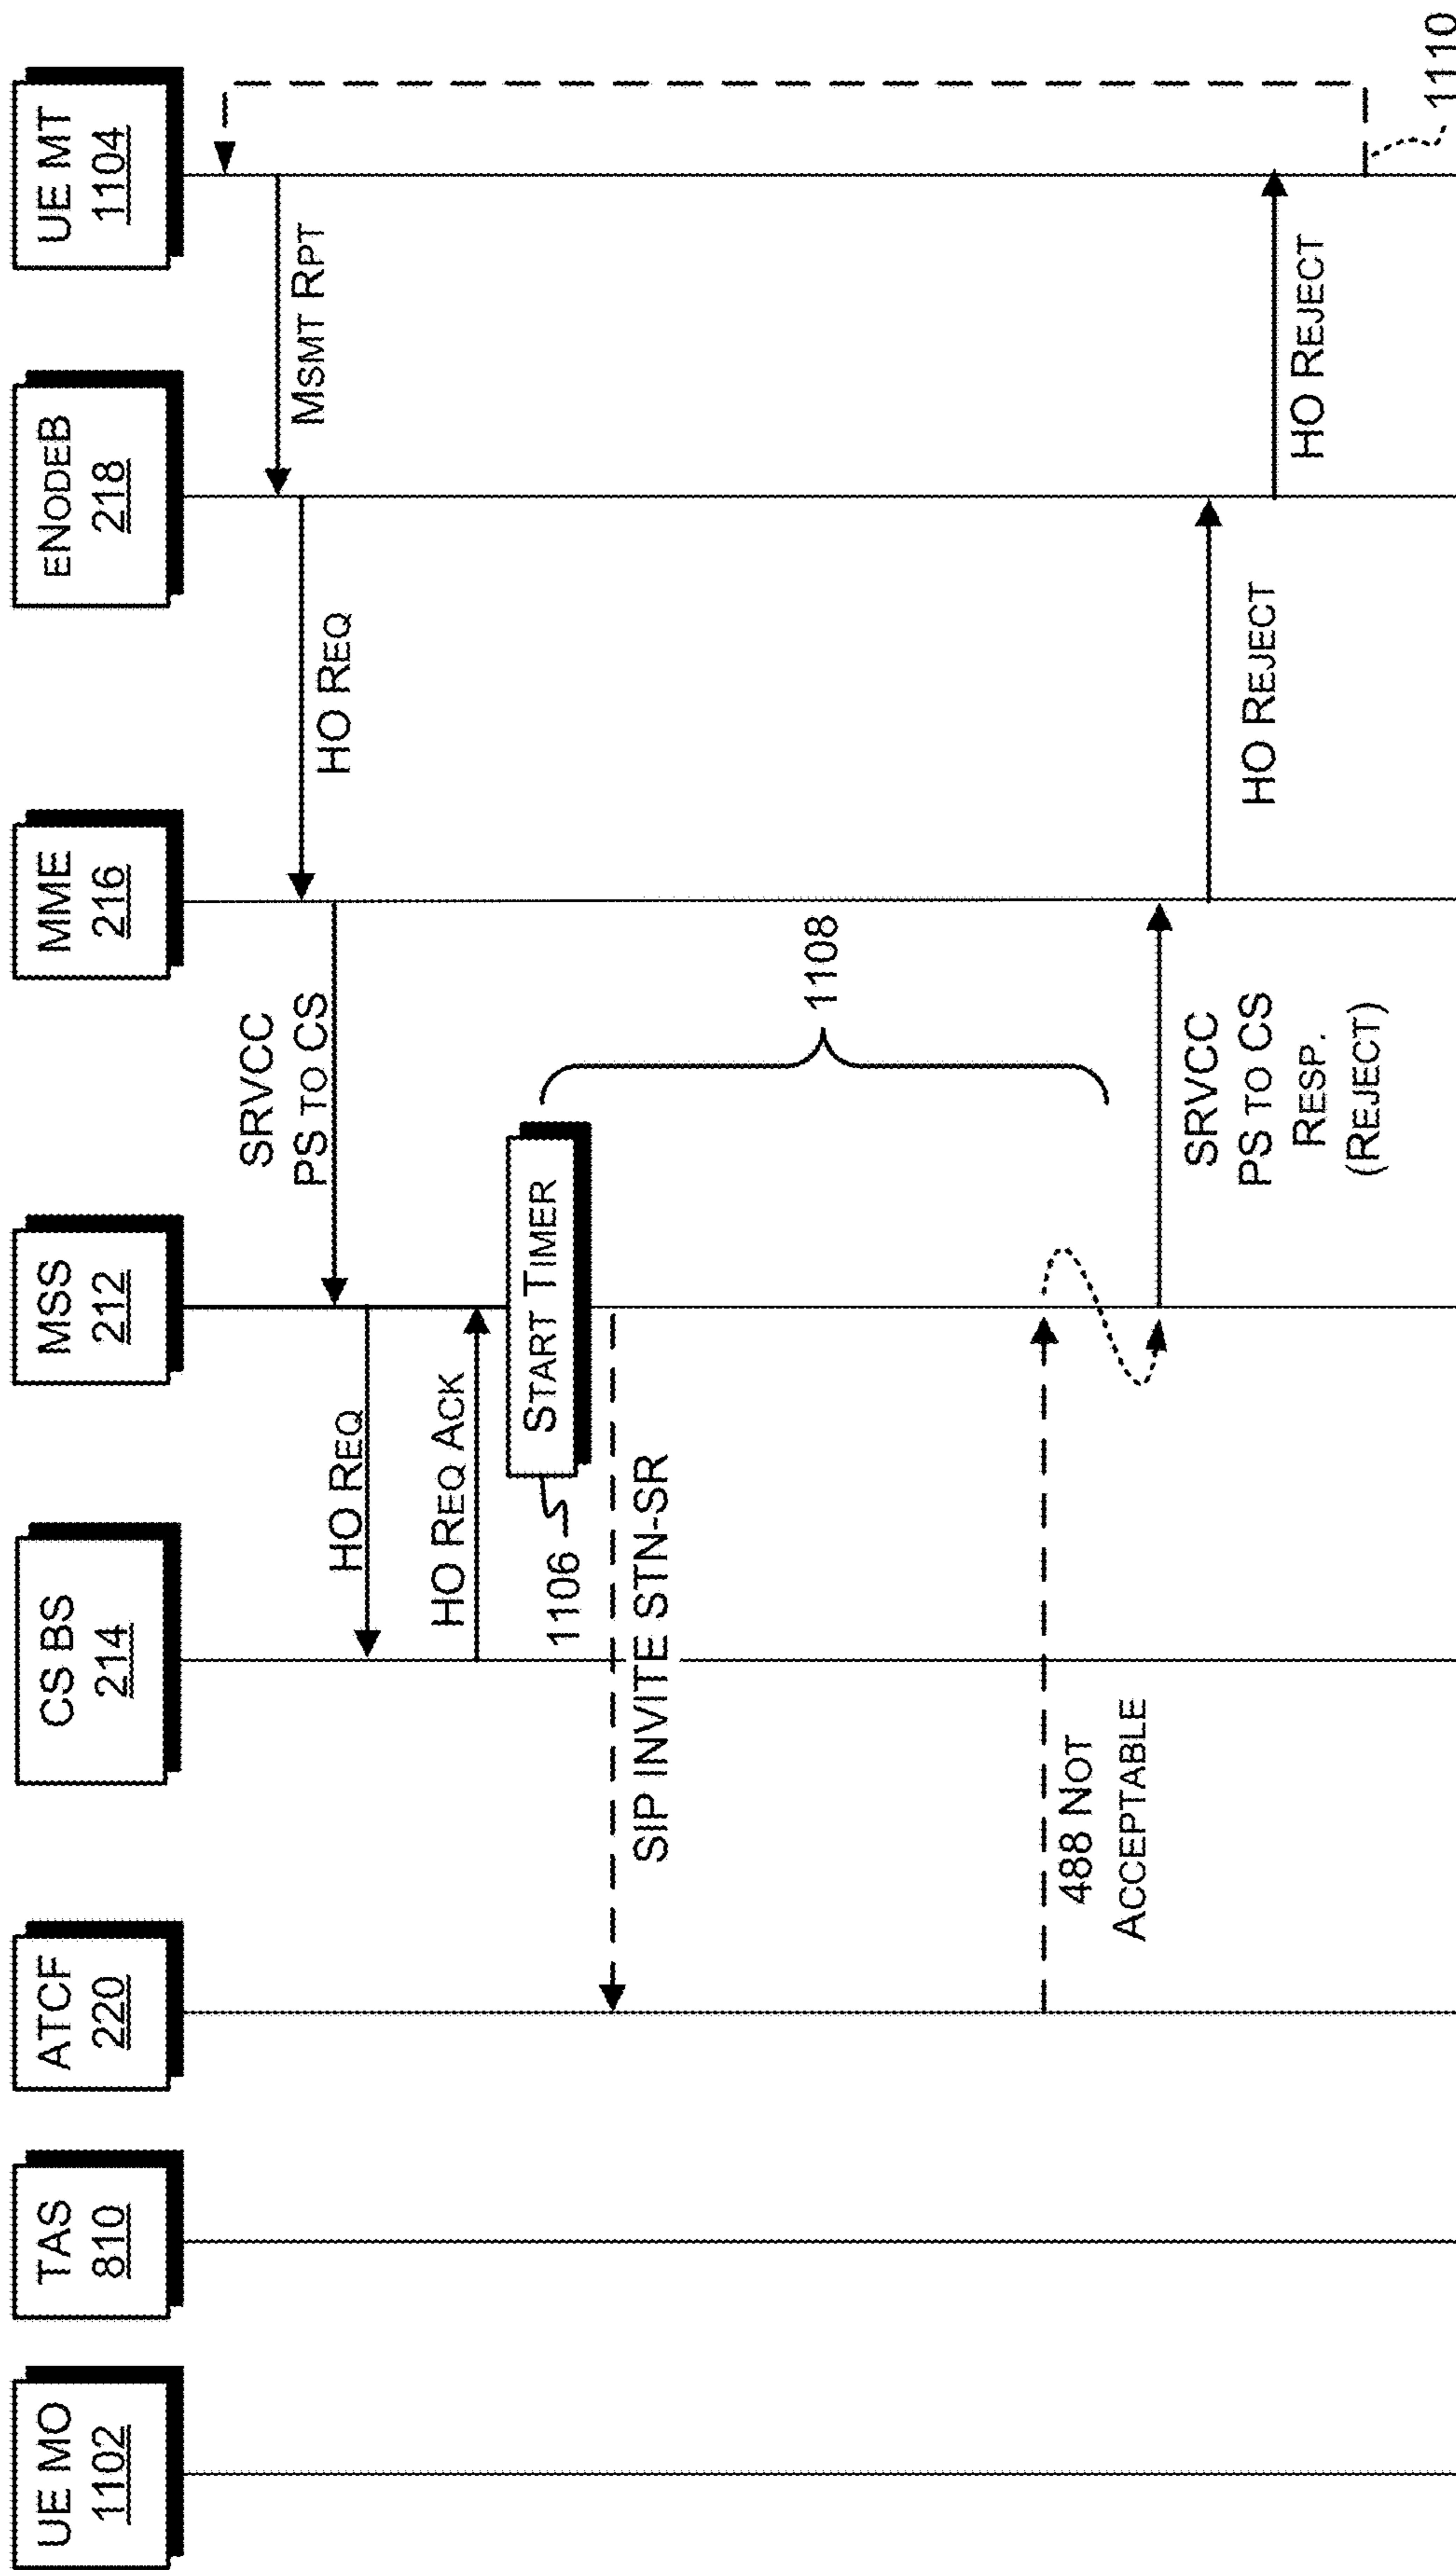 UE MO
1102
TAS
810
ATCF
220
CS BS
214
MSS
212
MME
216
ENODEB
218
UE MT
1104
MSMT RPT
HO REQ
SRVCC
PS TO CS
HO REQ
HO REQ ACK
START TIMER
1106
1108
SIP INVITE STN-SR
488 NOT
ACCEPTABLE
SRVCC
PS TO CS
RESP.
(REJECT)
HO REJECT
HO REJECT
1110